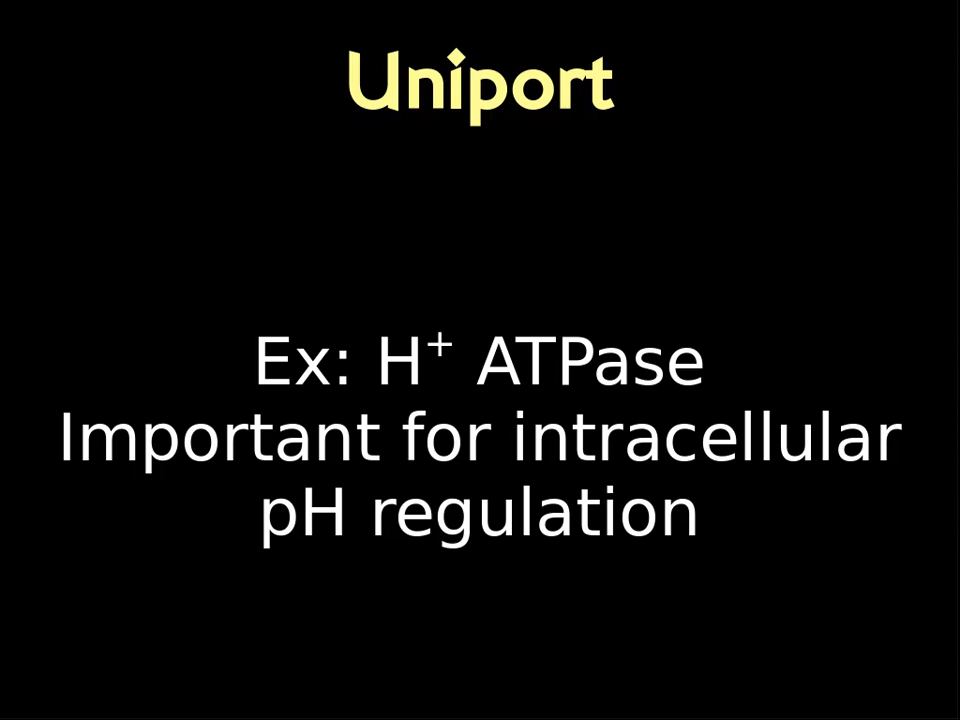 Uniport
Ex: H⁺ ATPase
Important for intracellular
pH regulation